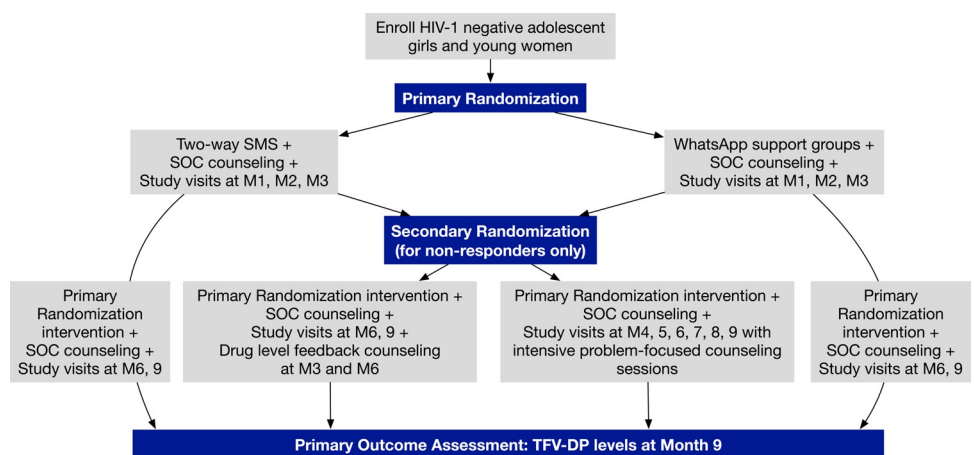 Enroll HIV-1 negative adolescent
girls and young women
Primary Randomization
Two-way SMS +
SOC counseling +
Study visits at M1, M2, M3
WhatsApp support groups +
SOC counseling +
Study visits at M1, M2, M3
Secondary Randomization
(for non-responders only)
Primary
Randomization
intervention +
SOC counseling +
Study visits at M6, 9
Primary Randomization intervention +
SOC counseling +
Study visits at M6, 9 +
Drug level feedback counseling
at M3 and M6
Primary Randomization intervention +
SOC counseling +
Study visits at M4, 5, 6, 7, 8, 9 with
intensive problem-focused counseling
sessions
Primary
Randomization
intervention +
SOC counseling +
Study visits at M6, 9
Primary Outcome Assessment: TFV-DP levels at Month 9